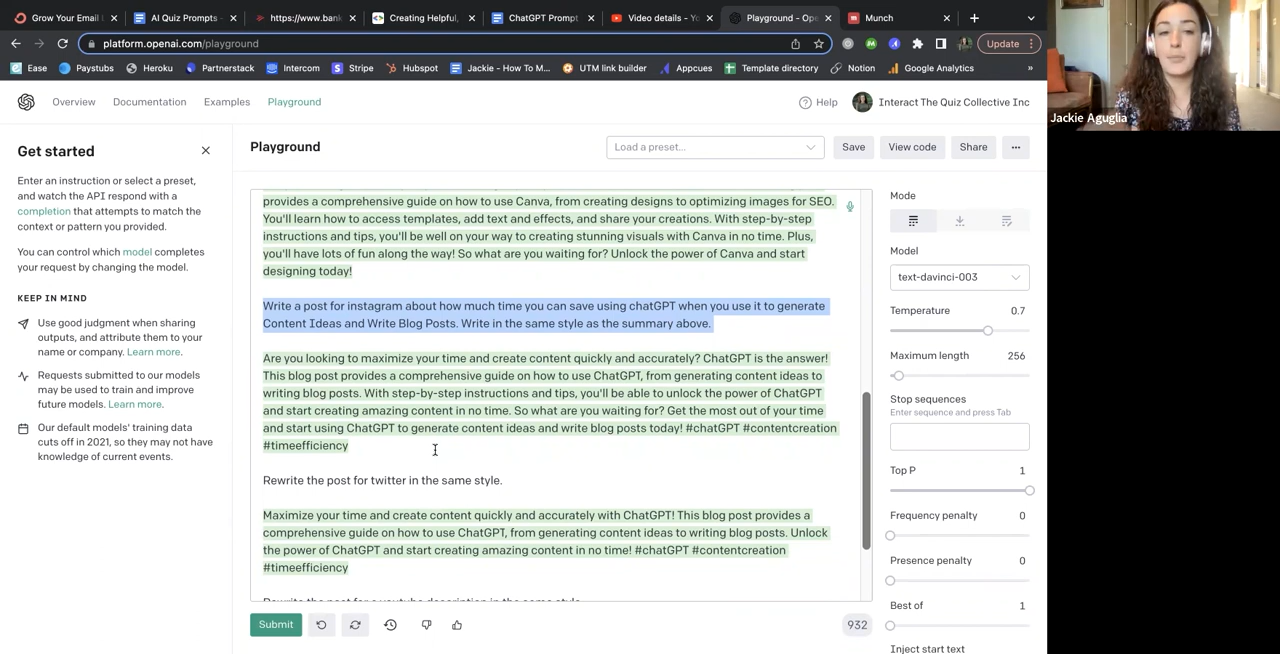 Grow Your Email L
AI Quiz Prompts -
https://www.bank
Creating Helpful,
ChatGPT Prompt
Video details - Yo
Playground - Ope
Munch
platform.openai.com/playground
Update
Ease
Paystubs
Heroku
Partnerstack
Intercom
Stripe
Hubspot
Jackie - How To M...
UTM link builder
Appcues
Template directory
Notion
Google Analytics
»
Jackie Aguglia
Overview
Documentation
Examples
Playground
Help
Interact The Quiz Collective Inc
Get started
Enter an instruction or select a preset,
and watch the API respond with a
completion that attempts to match the
context or pattern you provided.
You can control which model completes
your request by changing the model.
KEEP IN MIND
Use good judgment when sharing
outputs, and attribute them to your
name or company. Learn more.
Requests submitted to our models
may be used to train and improve
future models. Learn more.
Our default models' training data
cuts off in 2021, so they may not have
knowledge of current events.
Playground
Load a preset...
Save
View code
Share
...
provides a comprehensive guide on how to use Canva, from creating designs to optimizing images for SEO.
You'll learn how to access templates, add text and effects, and share your creations. With step-by-step
instructions and tips, you'll be well on your way to creating stunning visuals with Canva in no time. Plus,
you'll have lots of fun along the way! So what are you waiting for? Unlock the power of Canva and start
designing today!
Write a post for instagram about how much time you can save using chatGPT when you use it to generate
Content Ideas and Write Blog Posts. Write in the same style as the summary above.
Are you looking to maximize your time and create content quickly and accurately? ChatGPT is the answer!
This blog post provides a comprehensive guide on how to use ChatGPT, from generating content ideas to
writing blog posts. With step-by-step instructions and tips, you'll be able to unlock the power of ChatGPT
and start creating amazing content in no time. So what are you waiting for? Get the most out of your time
and start using ChatGPT to generate content ideas and write blog posts today! #chatGPT #contentcreation
#timeefficiency
Rewrite the post for twitter in the same style.
Maximize your time and create content quickly and accurately with ChatGPT! This blog post provides a
comprehensive guide on how to use ChatGPT, from generating content ideas to writing blog posts. Unlock
the power of ChatGPT and start creating amazing content in no time! #chatGPT #contentcreation
#timeefficiency
Rewrite the post for a youtube description in the same style.
Submit
932
Mode
Model
text-davinci-003
Temperature 0.7
Maximum length 256
Stop sequences
Enter sequence and press Tab
Top P 1
Frequency penalty 0
Presence penalty 0
Best of 1
Inject start text